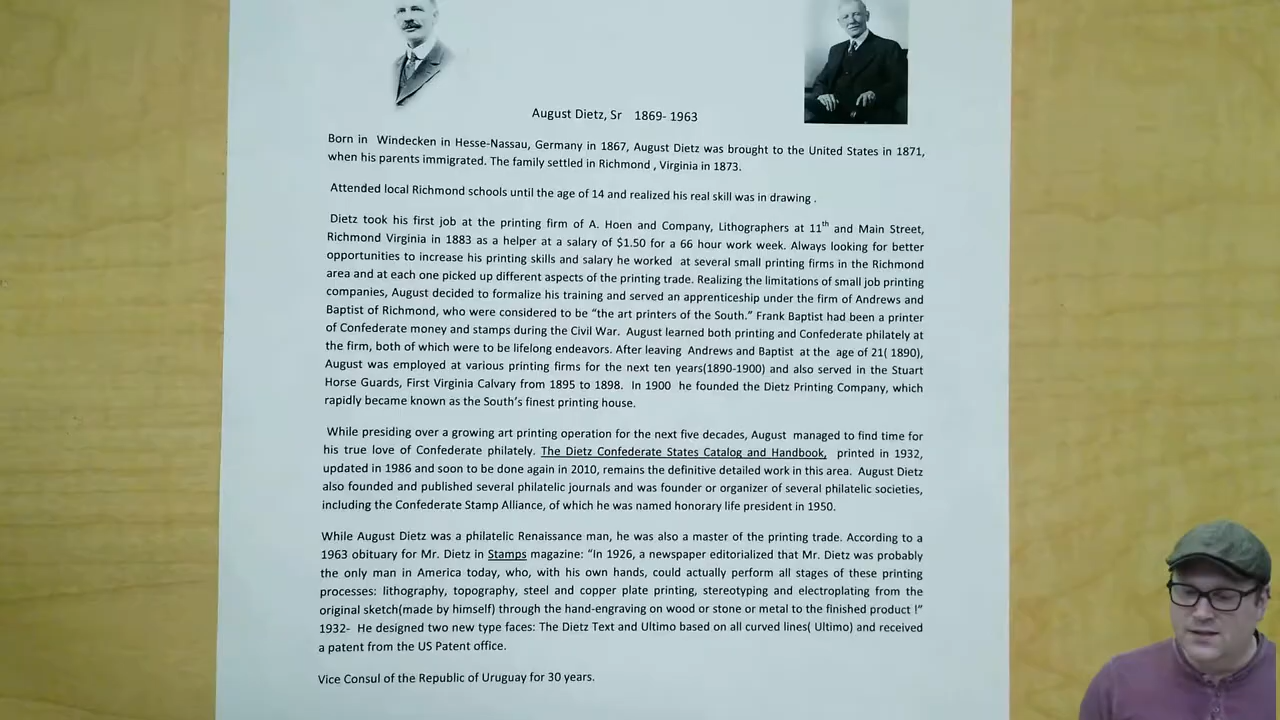 August Dietz, Sr 1869- 1963
Born in Windecken in Hesse-Nassau, Germany in 1867, August Dietz was brought to the United States in 1871,
when his parents immigrated. The family settled in Richmond , Virginia in 1873.
Attended local Richmond schools until the age of 14 and realized his real skill was in drawing .
Dietz took his first job at the printing firm of A. Hoen and Company, Lithographers at 11th and Main Street,
Richmond Virginia in 1883 as a helper at a salary of $1.50 for a 66 hour work week. Always looking for better
opportunities to increase his printing skills and salary he worked at several small printing firms in the Richmond
area and at each one picked up different aspects of the printing trade. Realizing the limitations of small job printing
companies, August decided to formalize his training and served an apprenticeship under the firm of Andrews and
Baptist of Richmond, who were considered to be “the art printers of the South.” Frank Baptist had been a printer
of Confederate money and stamps during the Civil War. August learned both printing and Confederate philately at
the firm, both of which were to be lifelong endeavors. After leaving Andrews and Baptist at the age of 21( 1890),
August was employed at various printing firms for the next ten years(1890-1900) and also served in the Stuart
Horse Guards, First Virginia Calvary from 1895 to 1898. In 1900 he founded the Dietz Printing Company, which
rapidly became known as the South’s finest printing house.
While presiding over a growing art printing operation for the next five decades, August managed to find time for
his true love of Confederate philately. The Dietz Confederate States Catalog and Handbook, printed in 1932,
updated in 1986 and soon to be done again in 2010, remains the definitive detailed work in this area. August Dietz
also founded and published several philatelic journals and was founder or organizer of several philatelic societies,
including the Confederate Stamp Alliance, of which he was named honorary life president in 1950.
While August Dietz was a philatelic Renaissance man, he was also a master of the printing trade. According to a
1963 obituary for Mr. Dietz in Stamps magazine: “In 1926, a newspaper editorialized that Mr. Dietz was probably
the only man in America today, who, with his own hands, could actually perform all stages of these printing
processes: lithography, topography, steel and copper plate printing, stereotyping and electroplating from the
original sketch(made by himself) through the hand-engraving on wood or stone or metal to the finished product !”
1932- He designed two new type faces: The Dietz Text and Ultimo based on all curved lines( Ultimo) and received
a patent from the US Patent office.
Vice Consul of the Republic of Uruguay for 30 years.